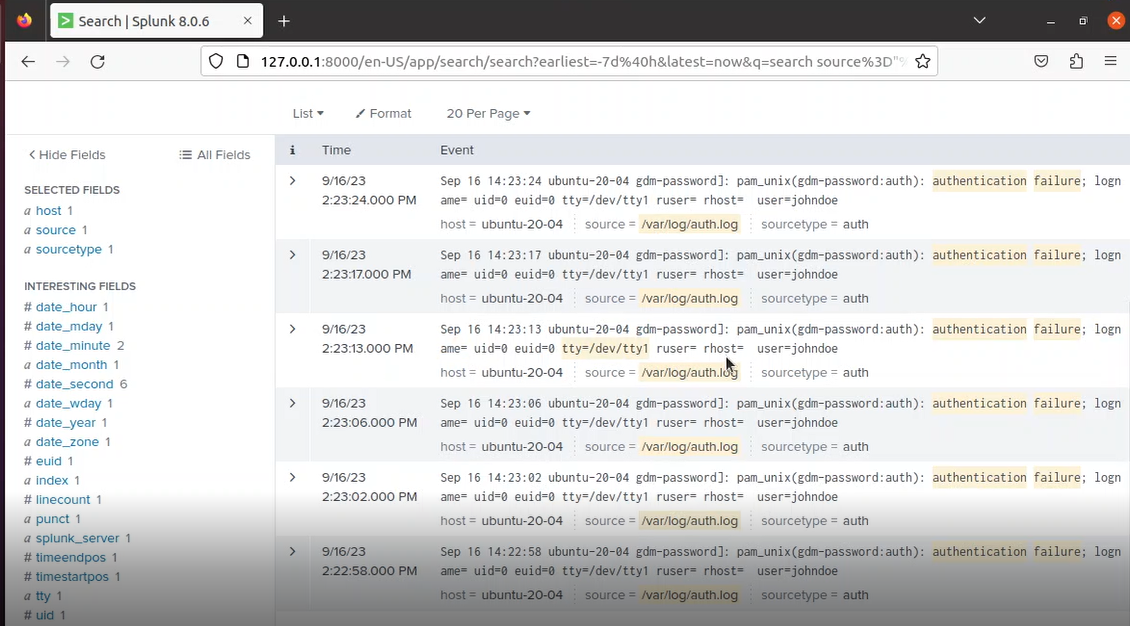 Search | Splunk 8.0.6
127.0.0.1:8000/en-US/app/search/search?earliest=-7d%40h&latest=now&q=search source%3D"%
List
Format
20 Per Page
Hide Fields
All Fields
SELECTED FIELDS
a host 1
a source 1
a sourcetype 1
INTERESTING FIELDS
# date_hour 1
# date_mday 1
# date_minute 2
a date_month 1
# date_second 6
a date_wday 1
# date_year 1
a date_zone 1
# euid 1
a index 1
# linecount 1
a punct 1
a splunk_server 1
# timeendpos 1
# timestartpos 1
a tty 1
# uid 1
i Time Event
9/16/23
2:23:24.000 PM
Sep 16 14:23:24 ubuntu-20-04 gdm-password]: pam_unix(gdm-password:auth): authentication failure; logn
ame= uid=0 euid=0 tty=/dev/tty1 ruser= rhost=  user=johndoe
host = ubuntu-20-04 source = /var/log/auth.log sourcetype = auth
9/16/23
2:23:17.000 PM
Sep 16 14:23:17 ubuntu-20-04 gdm-password]: pam_unix(gdm-password:auth): authentication failure; logn
ame= uid=0 euid=0 tty=/dev/tty1 ruser= rhost=  user=johndoe
host = ubuntu-20-04 source = /var/log/auth.log sourcetype = auth
9/16/23
2:23:13.000 PM
Sep 16 14:23:13 ubuntu-20-04 gdm-password]: pam_unix(gdm-password:auth): authentication failure; logn
ame= uid=0 euid=0 tty=/dev/tty1 ruser= rhost=  user=johndoe
host = ubuntu-20-04 source = /var/log/auth.log sourcetype = auth
9/16/23
2:23:06.000 PM
Sep 16 14:23:06 ubuntu-20-04 gdm-password]: pam_unix(gdm-password:auth): authentication failure; logn
ame= uid=0 euid=0 tty=/dev/tty1 ruser= rhost=  user=johndoe
host = ubuntu-20-04 source = /var/log/auth.log sourcetype = auth
9/16/23
2:23:02.000 PM
Sep 16 14:23:02 ubuntu-20-04 gdm-password]: pam_unix(gdm-password:auth): authentication failure; logn
ame= uid=0 euid=0 tty=/dev/tty1 ruser= rhost=  user=johndoe
host = ubuntu-20-04 source = /var/log/auth.log sourcetype = auth
9/16/23
2:22:58.000 PM
Sep 16 14:22:58 ubuntu-20-04 gdm-password]: pam_unix(gdm-password:auth): authentication failure; logn
ame= uid=0 euid=0 tty=/dev/tty1 ruser= rhost=  user=johndoe
host = ubuntu-20-04 source = /var/log/auth.log sourcetype = auth